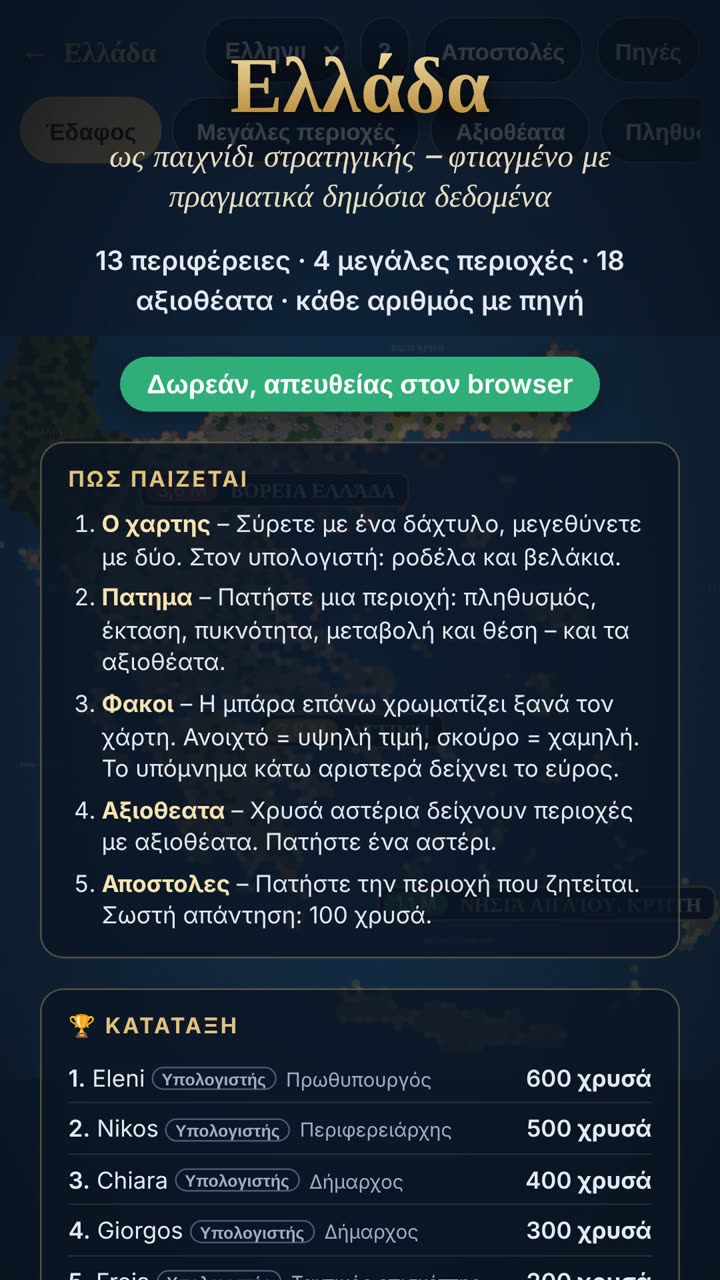 ← Ελλάδα
Αποστολές
Πηγές
Έδαφος
Μεγάλες περιοχές
Αξιοθέατα
Ελλάδα
ως παιχνίδι στρατηγικής – φτιαγμένο με
πραγματικά δημόσια δεδομένα
13 περιφέρειες · 4 μεγάλες περιοχές · 18
αξιοθέατα · κάθε αριθμός με πηγή
Δωρεάν, απευθείας στον browser
ΠΩΣ ΠΑΙΖΕΤΑΙ
ΒΟΡΕΙΑ ΕΛΛΑΔΑ
1. Ο χαρτης – Σύρετε με ένα δάχτυλο, μεγεθύνετε
με δύο. Στον υπολογιστή: ροδέλα και βελάκια.
2. Πατημα – Πατήστε μια περιοχή: πληθυσμός,
έκταση, πυκνότητα, μεταβολή και θέση – και τα
αξιοθέατα.
3. Φακοι – Η μπάρα επάνω χρωματίζει ξανά τον
χάρτη. Ανοιχτό = υψηλή τιμή, σκούρο = χαμηλή.
Το υπόμνημα κάτω αριστερά δείχνει το εύρος.
4. Αξιοθεατα – Χρυσά αστέρια δείχνουν περιοχές
με αξιοθέατα. Πατήστε ένα αστέρι.
5. Αποστολες – Πατήστε την περιοχή που ζητείται.
Σωστή απάντηση: 100 χρυσά.
ΝΗΣΙΑ ΑΙΓΑΙΟΥ, ΚΡΗΤΗ
🏆 ΚΑΤΑΤΑΞΗ
1. Eleni Υπολογιστής Πρωθυπουργός 600 χρυσά
2. Nikos Υπολογιστής Περιφερειάρχης 500 χρυσά
3. Chiara Υπολογιστής Δήμαρχος 400 χρυσά
4. Giorgos Υπολογιστής Δήμαρχος 300 χρυσά